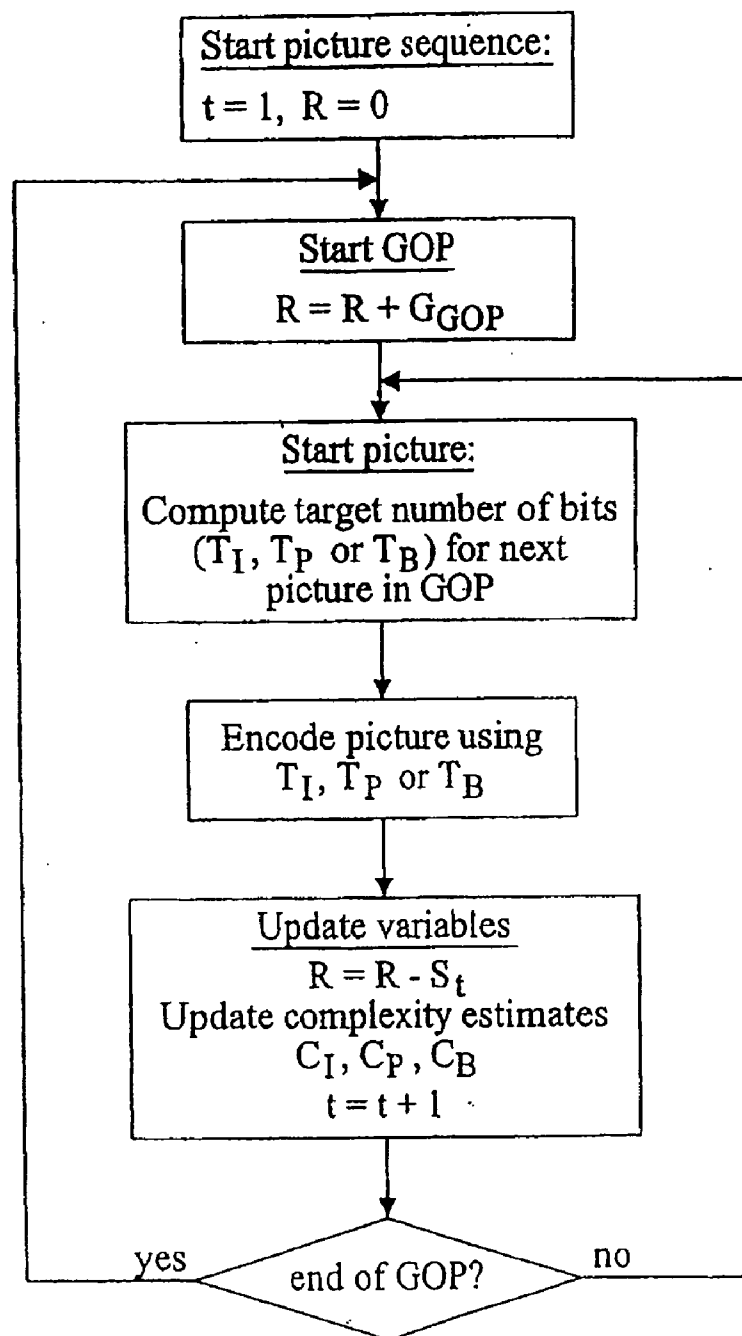 Start picture sequence:
t = 1, R = 0
Start GOP
R = R + G_GOP
Start picture:
Compute target number of bits
(T_I, T_P or T_B) for next
picture in GOP
Encode picture using
T_I, T_P or T_B
Update variables
R = R - S_t
Update complexity estimates
C_I, C_P, C_B
t = t + 1
yes
end of GOP?
no